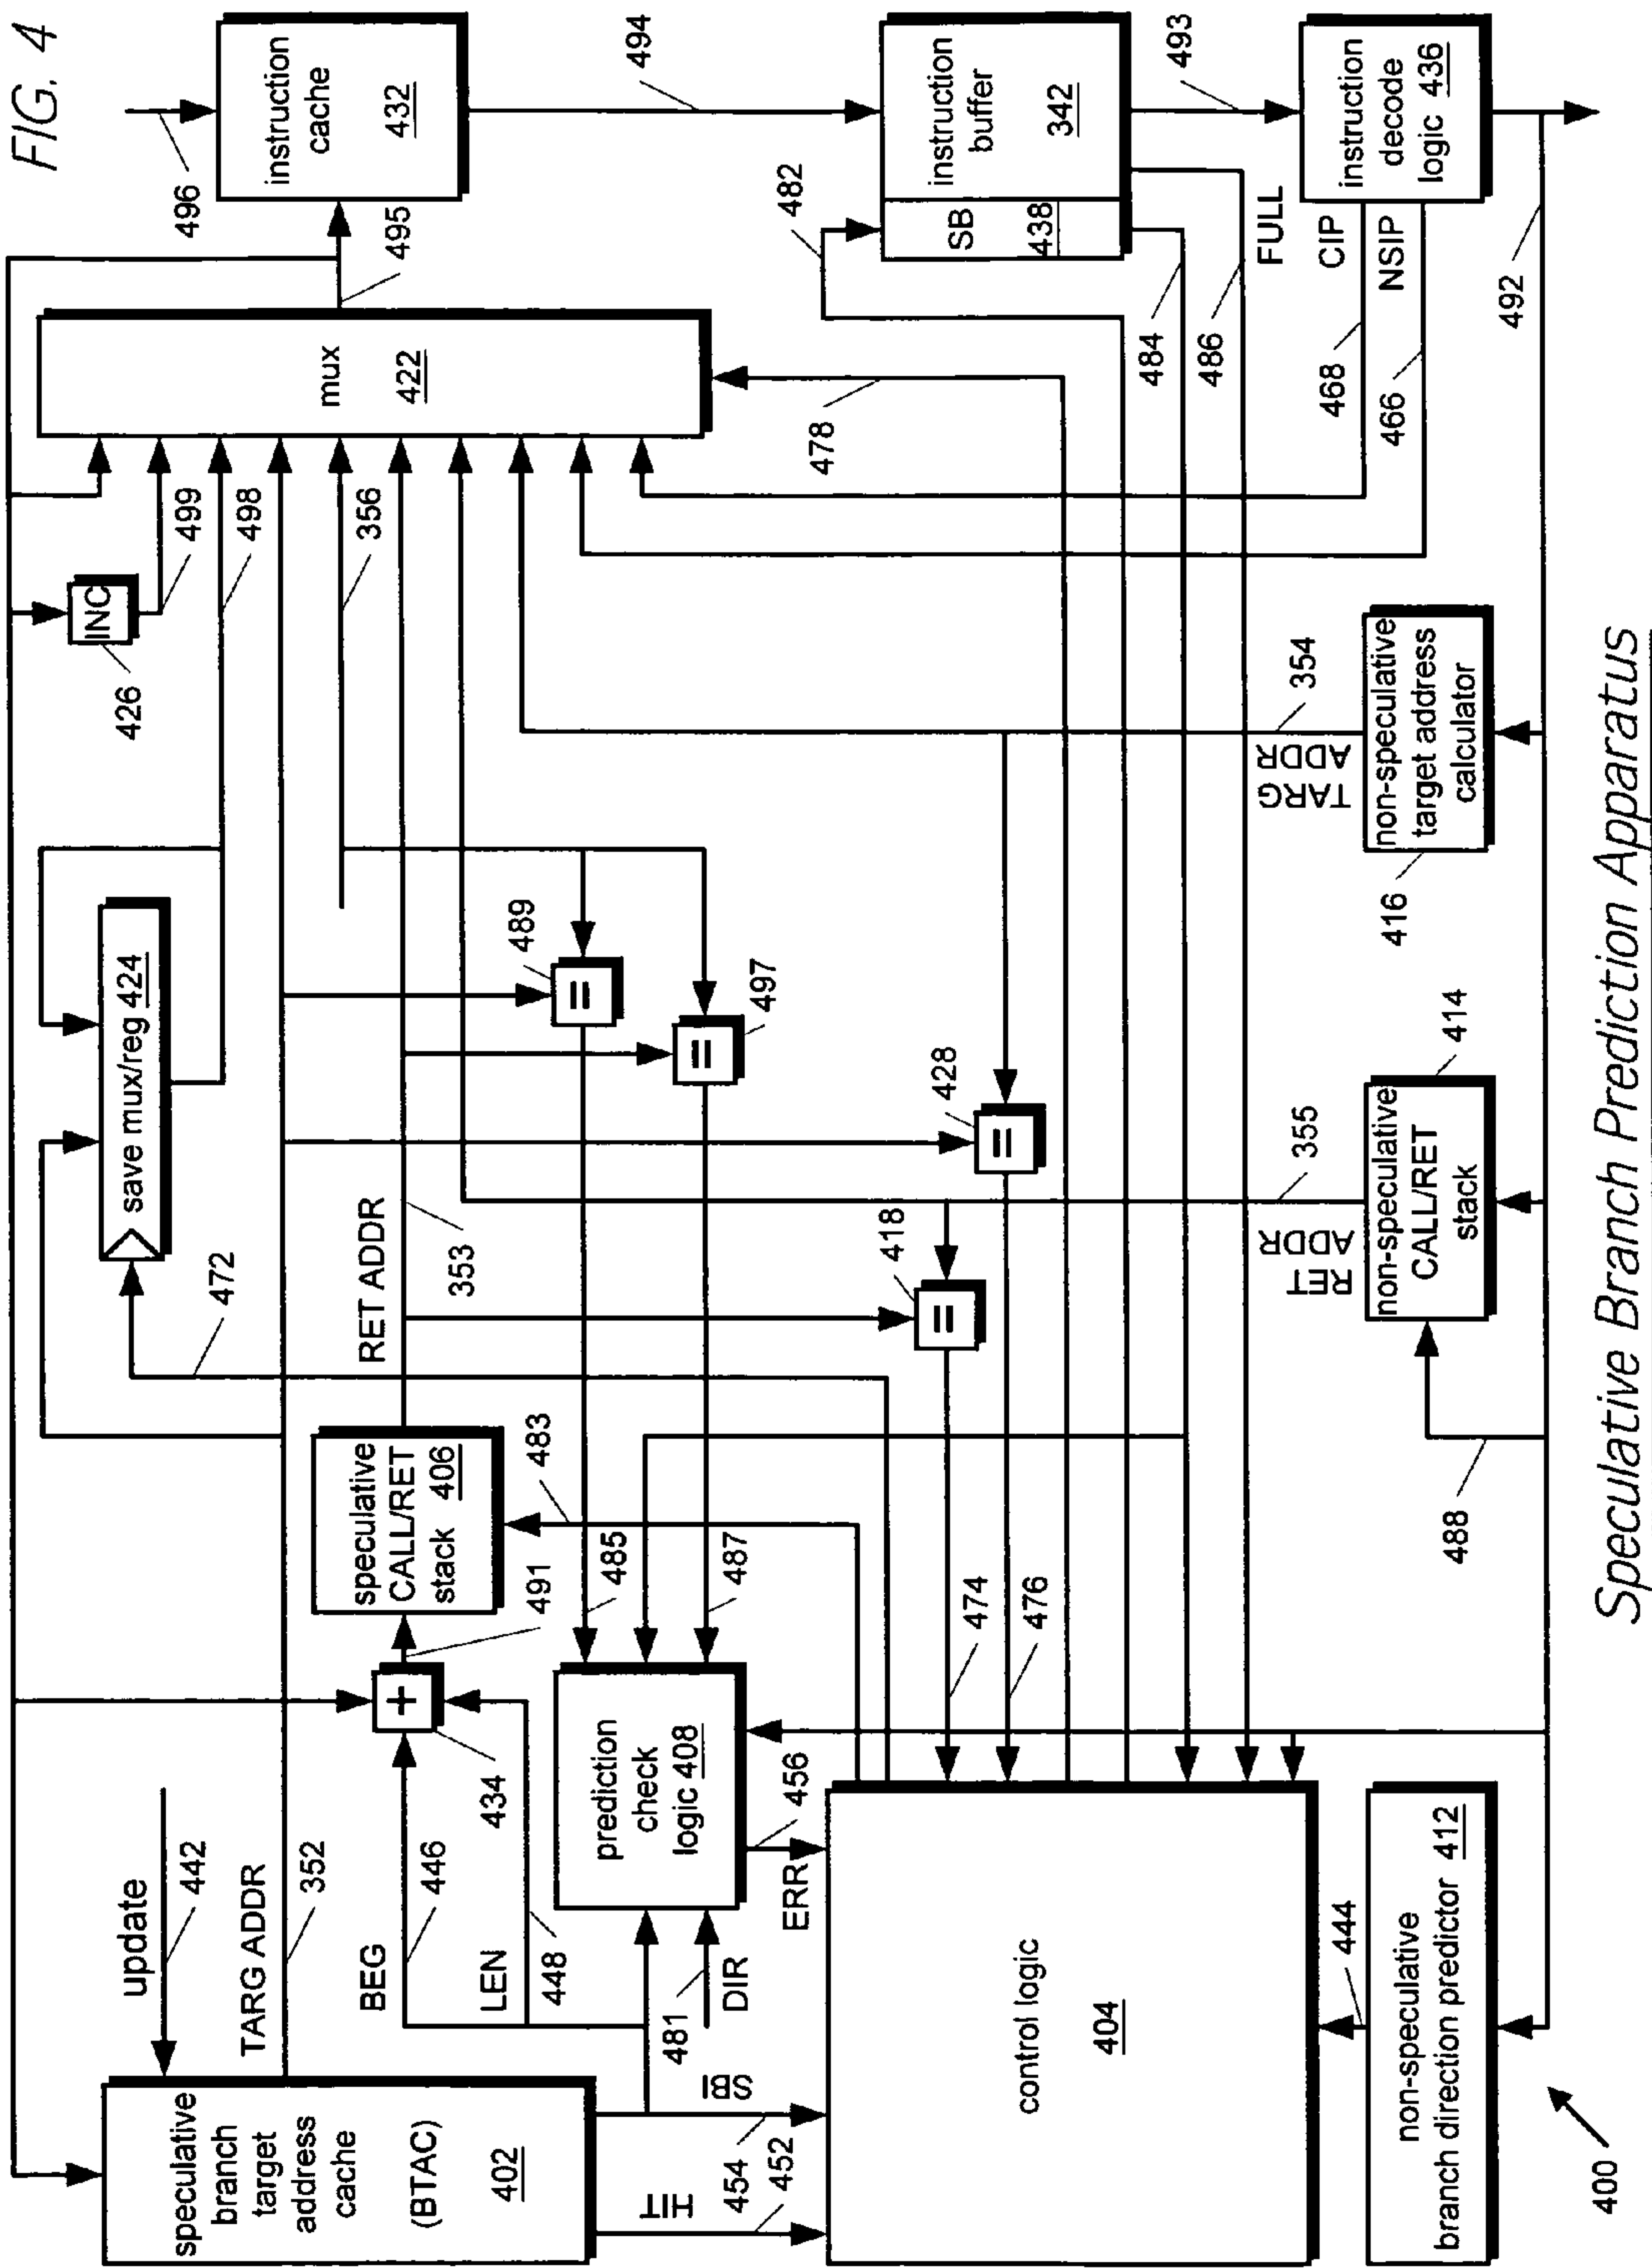 FIG. 4
496
instruction
cache
432
494
495
mux
422
INC
426
499
498
356
save mux/reg 424
472
482
instruction
buffer
342
SB
438
493
instruction
decode
logic 436
FULL
CIP
NSIP
484
486
468
466
478
492
489
497
428
418
353
RET ADDR
354
TARG
ADDR
non-speculative
target address
calculator
416
414
355
RET
ADDR
non-speculative
CALL/RET
stack
488
speculative
CALL/RET
stack 406
491
483
485
487
474
476
+
434
update
442
TARG ADDR
352
BEG
446
LEN
448
prediction
check
logic 408
456
ERR
481
DIR
SBI
454
452
HIT
speculative
branch
target
address
cache
(BTAC)
402
control logic
404
444
non-speculative
branch direction predictor 412
400
=
=
=
=
Speculative Branch Prediction Apparatus